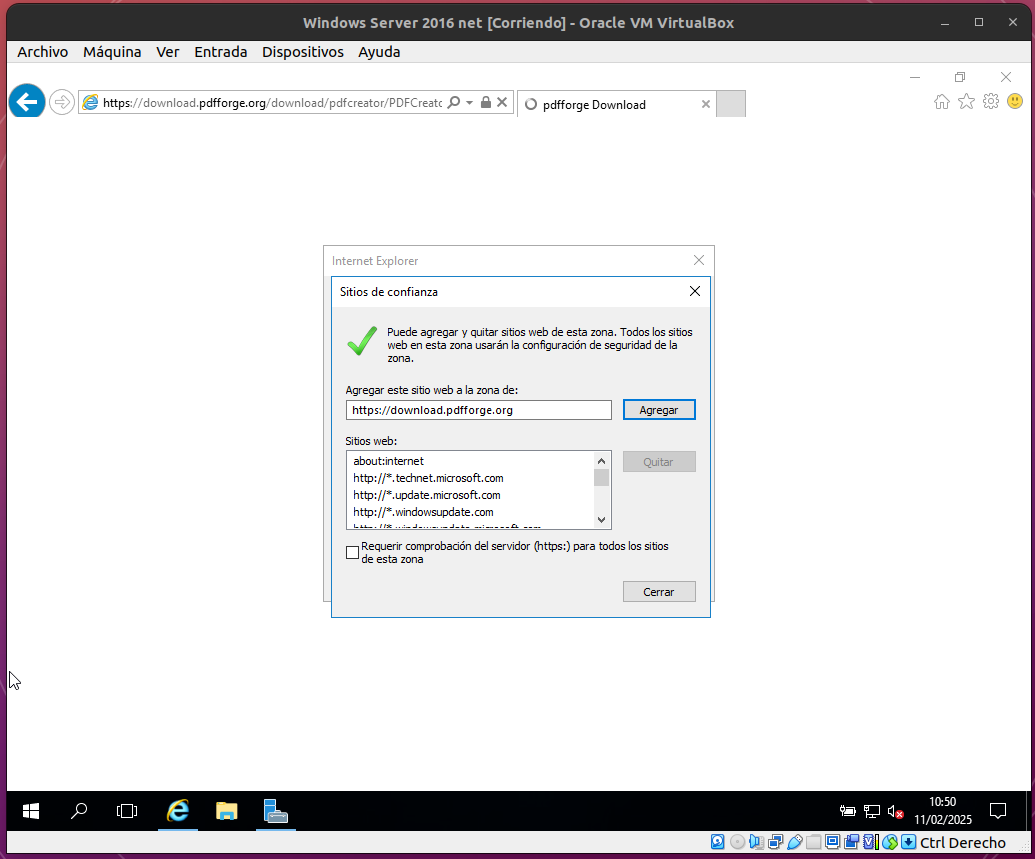 Windows Server 2016 net [Corriendo] - Oracle VM VirtualBox
Archivo Máquina Ver Entrada Dispositivos Ayuda
https://download.pdfforge.org/download/pdfcreator/PDFCreatc
pdfforge Download
Internet Explorer
Sitios de confianza
Puede agregar y quitar sitios web de esta zona. Todos los sitios
web en esta zona usarán la configuración de seguridad de la
zona.
Agregar este sitio web a la zona de:
https://download.pdfforge.org
Agregar
Sitios web:
about:internet
http://*.technet.microsoft.com
http://*.update.microsoft.com
http://*.windowsupdate.com
http://*.windowsupdate.microsoft.com
Quitar
Requerir comprobación del servidor (https:) para todos los sitios
de esta zona
Cerrar
10:50
11/02/2025
Ctrl Derecho